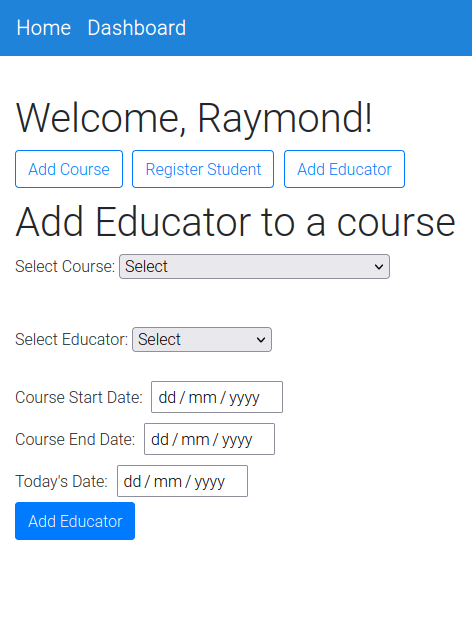 Home Dashboard
Welcome, Raymond!
Add Course Register Student Add Educator
Add Educator to a course
Select Course: Select
Select Educator: Select
Course Start Date: dd / mm / yyyy
Course End Date: dd / mm / yyyy
Today's Date: dd / mm / yyyy
Add Educator